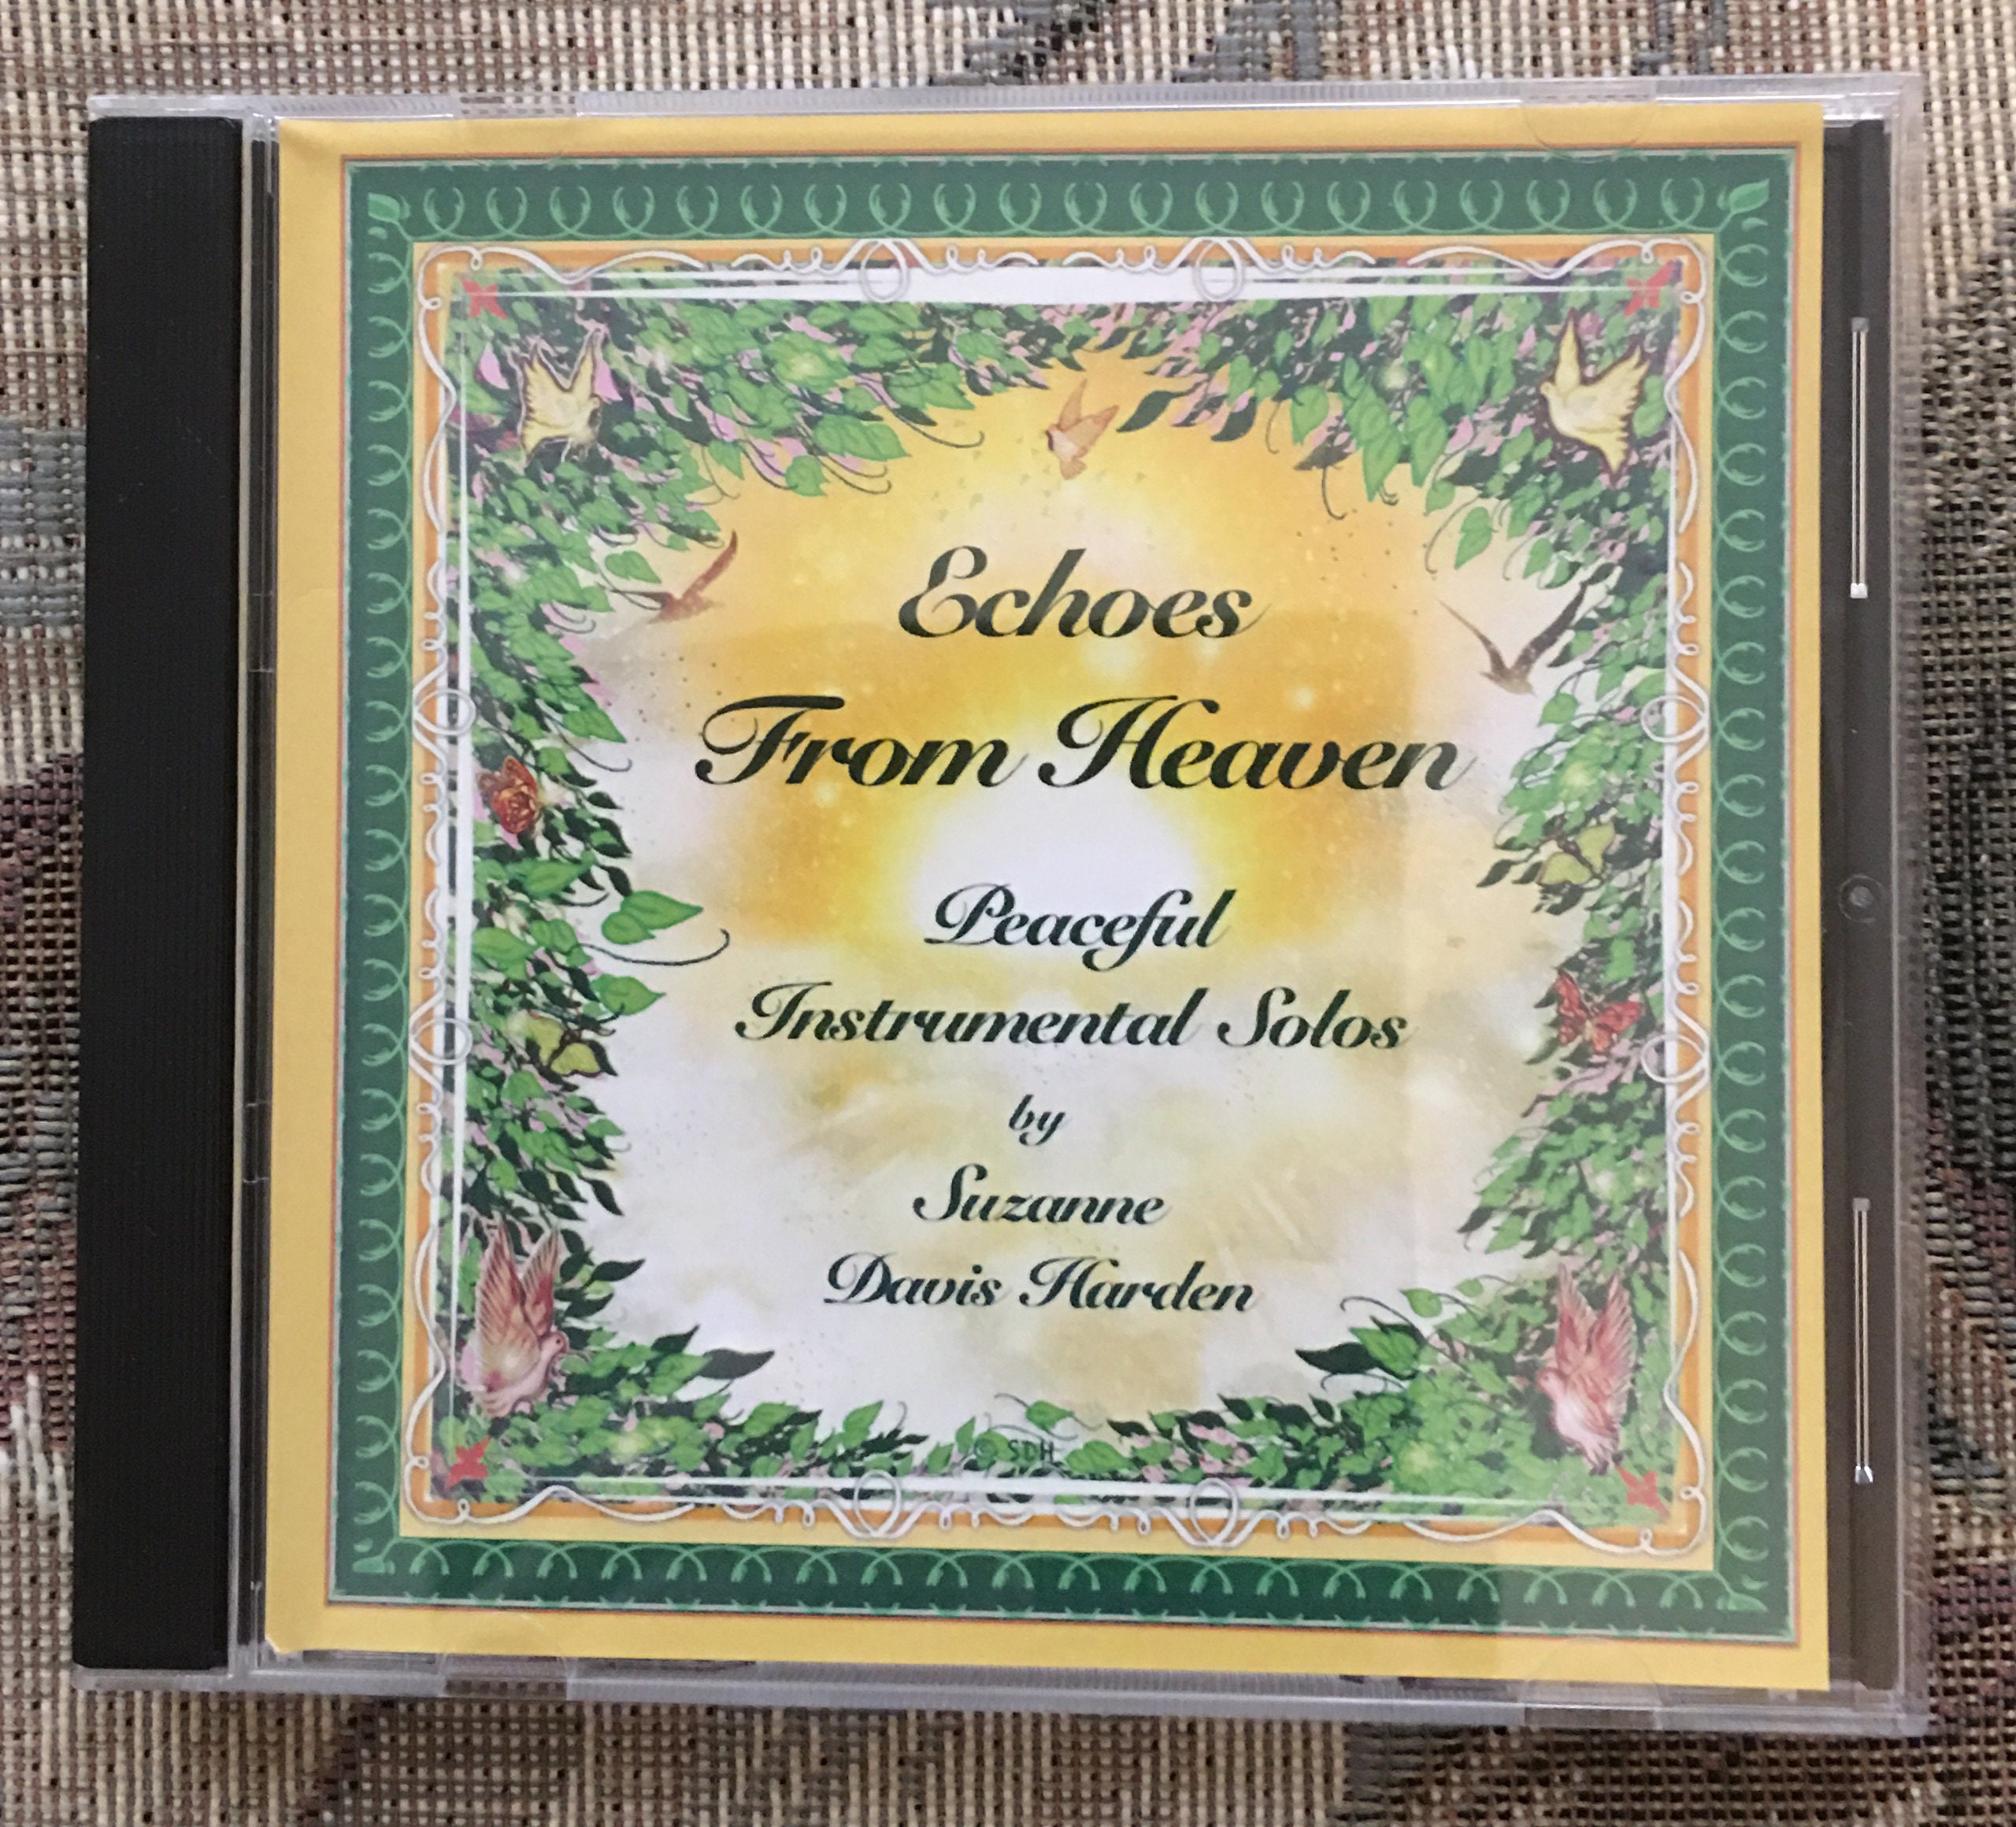 Echoes
From Heaven
Peaceful
Instrumental Solos
by
Suzanne
Davis Harden
© SDH